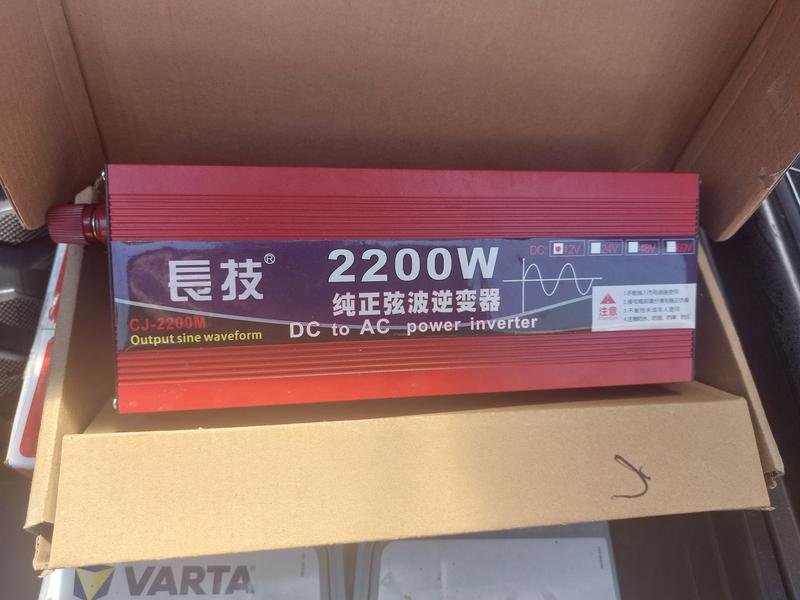 長技®
2200W
纯正弦波逆变器
DC to AC power inverter
CJ-2200M
Output sine waveform
DC: 12V 24V 48V 60V
注意
VARTA